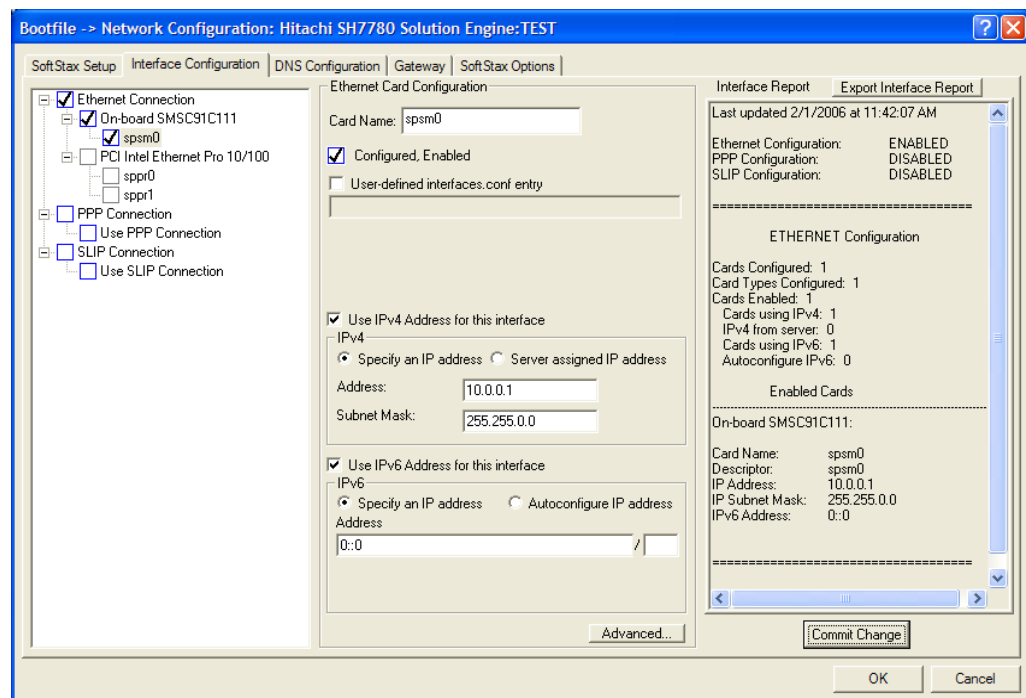 Bootfile -> Network Configuration: Hitachi SH7780 Solution Engine:TEST
SoftStax Setup
Interface Configuration
DNS Configuration
Gateway
SoftStax Options
Ethernet Connection
On-board SMSC91C111
spsm0
PCI Intel Ethernet Pro 10/100
sppr0
sppr1
PPP Connection
Use PPP Connection
SLIP Connection
Use SLIP Connection
Ethernet Card Configuration
Card Name: spsm0
Configured, Enabled
User-defined interfaces.conf entry
Use IPv4 Address for this interface
IPv4
Specify an IP address Server assigned IP address
Address: 10.0.0.1
Subnet Mask: 255.255.0.0
Use IPv6 Address for this interface
IPv6
Specify an IP address Autoconfigure IP address
Address
0::0 /
Advanced...
Interface Report Export Interface Report
Last updated 2/1/2006 at 11:42:07 AM
Ethernet Configuration: ENABLED
PPP Configuration: DISABLED
SLIP Configuration: DISABLED
====================================
ETHERNET Configuration
Cards Configured: 1
Card Types Configured: 1
Cards Enabled: 1
Cards using IPv4: 1
IPv4 from server: 0
Cards using IPv6: 1
Autoconfigure IPv6: 0
Enabled Cards
------------------------------------------------------------
On-board SMSC91C111:
Card Name: spsm0
Descriptor: spsm0
IP Address: 10.0.0.1
IP Subnet Mask: 255.255.0.0
IPv6 Address: 0::0
====================================
Commit Change
OK Cancel